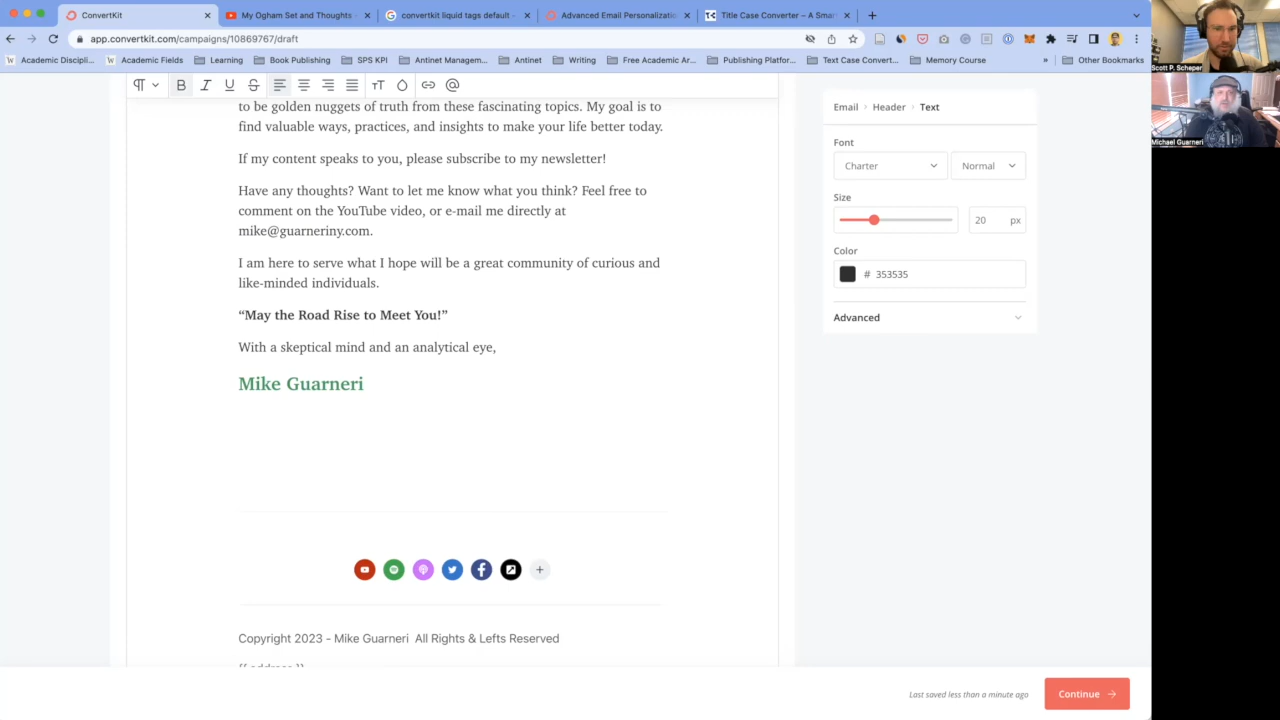 ConvertKit
My Ogham Set and Thoughts -
convertkit liquid tags default -
Advanced Email Personalizatio
Title Case Converter – A Smar
app.convertkit.com/campaigns/10869767/draft
Academic Discipli...
Academic Fields
Learning
Book Publishing
SPS KPI
Antinet Managem...
Antinet
Writing
Free Academic Ar...
Publishing Platfor...
Text Case Convert...
Memory Course
»
Other Bookmarks
Scott P. Scheper
Michael Guarneri
to be golden nuggets of truth from these fascinating topics. My goal is to
find valuable ways, practices, and insights to make your life better today.
If my content speaks to you, please subscribe to my newsletter!
Have any thoughts? Want to let me know what you think? Feel free to
comment on the YouTube video, or e-mail me directly at
mike@guarneriny.com.
I am here to serve what I hope will be a great community of curious and
like-minded individuals.
“May the Road Rise to Meet You!”
With a skeptical mind and an analytical eye,
Mike Guarneri
Copyright 2023 - Mike Guarneri All Rights & Lefts Reserved
{{ address }}
Email > Header > Text
Font
Charter
Normal
Size
20 px
Color
# 353535
Advanced
Last saved less than a minute ago
Continue →